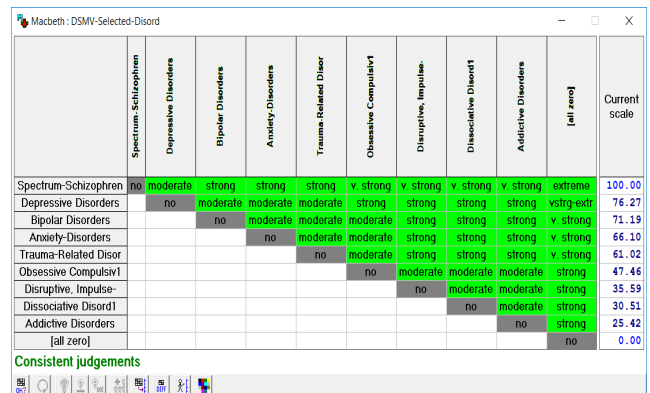 Macbeth : DSMV-Selected-Disord
Spectrum-Schizophren Depressive Disorders Bipolar Disorders Anxiety-Disorders Trauma-Related Disor Obsessive Compulsiv1 Disruptive, Impulse- Dissociative Disord1 Addictive Disorders [all zero] Current scale
Spectrum-Schizophren no moderate strong strong strong v. strong v. strong v. strong v. strong extreme 100.00
Depressive Disorders no moderate moderate moderate strong strong strong strong vstrg-extr 76.27
Bipolar Disorders no moderate moderate moderate strong strong strong v. strong 71.19
Anxiety-Disorders no moderate moderate strong strong strong v. strong 66.10
Trauma-Related Disor no moderate strong strong strong v. strong 61.02
Obsessive Compulsiv1 no moderate moderate moderate strong 47.46
Disruptive, Impulse- no moderate moderate strong 35.59
Dissociative Disord1 no moderate strong 30.51
Addictive Disorders no strong 25.42
[all zero] no 0.00
Consistent judgements
OK?
DIFF